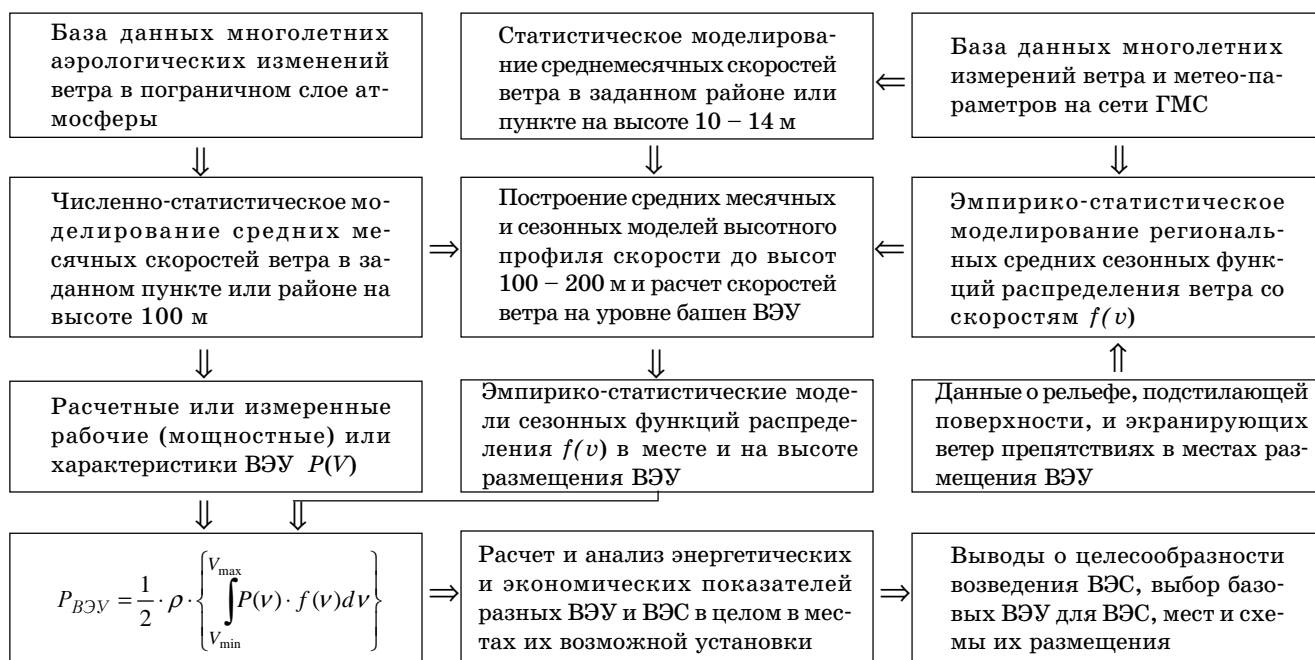 База данных многолетних
аэрологических изменений
ветра в пограничном слое ат-
мосферы
Статистическое моделирова-
ние среднемесячных скоростей
ветра в заданном районе или
пункте на высоте 10 – 14 м
⇐
База данных многолетних
измерений ветра и метео-па-
раметров на сети ГМС
⇓ ⇓ ⇓
Численно-статистическое мо-
делирование средних ме-
сячных скоростей ветра в за-
данном пункте или районе на
высоте 100 м
⇒
Построение средних месячных
и сезонных моделей высотного
профиля скорости до высот
100 – 200 м и расчет скоростей
ветра на уровне башен ВЭУ
⇐
Эмпирико-статистическое
моделирование региональ-
ных средних сезонных функ-
ций распределения ветра со
скоростям f(v)
⇓ ⇓ ⇑
Расчетные или измеренные
рабочие (мощностные) или
характеристики ВЭУ P(V)
Эмпирико-статистические моде-
ли сезонных функций распреде-
ления f(v) в месте и на высоте
размещения ВЭУ
Данные о рельефе, подстилающей
поверхности, и экранирующих
ветер препятствиях в местах раз-
мещения ВЭУ
⇓ ⇓
P_ВЭУ = 1/2 · ρ · { ∫_{V_min}^{V_max} P(ν) · f(ν)dν }
⇒
Расчет и анализ энергетических
и экономических показателей
разных ВЭУ и ВЭС в целом в мес-
тах их возможной установки
⇒
Выводы о целесообразности
возведения ВЭС, выбор базо-
вых ВЭУ для ВЭС, мест и схе-
мы их размещения